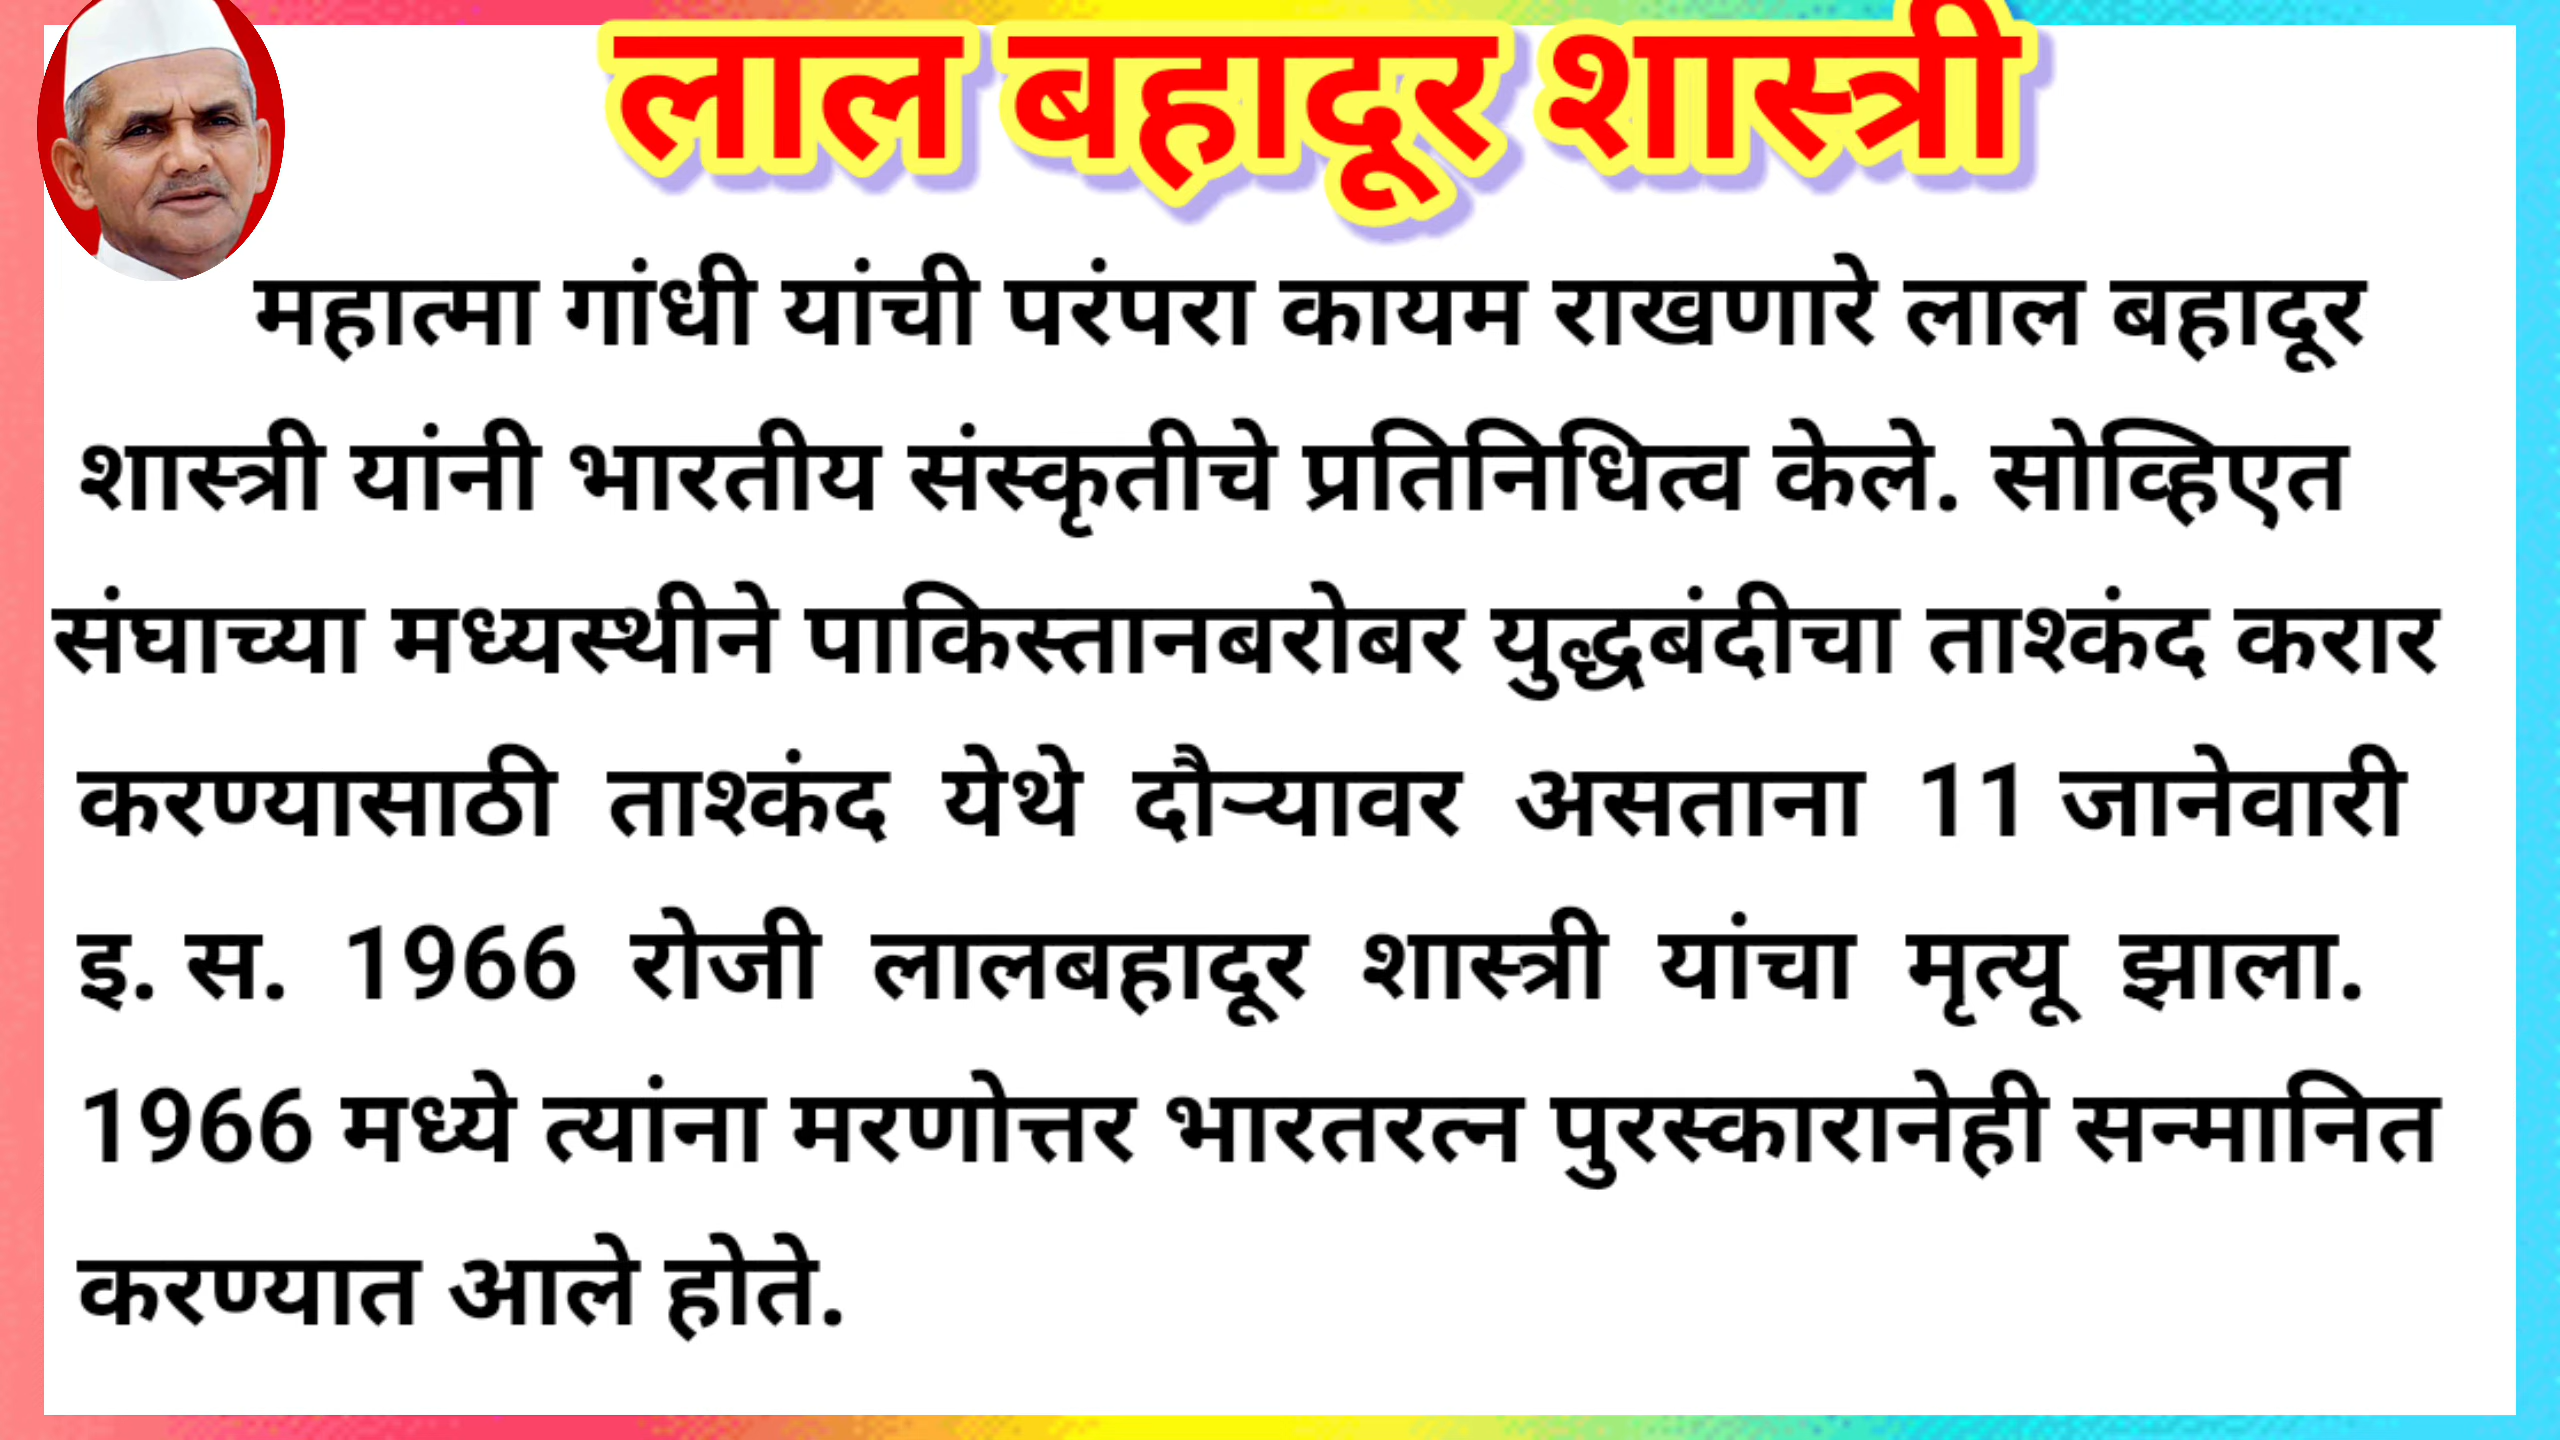 लाल बहादूर शास्त्री
महात्मा गांधी यांची परंपरा कायम राखणारे लाल बहादूर
शास्त्री यांनी भारतीय संस्कृतीचे प्रतिनिधित्व केले. सोव्हिएत
संघाच्या मध्यस्थीने पाकिस्तानबरोबर युद्धबंदीचा ताश्कंद करार
करण्यासाठी ताश्कंद येथे दौऱ्यावर असताना 11 जानेवारी
इ. स. 1966 रोजी लालबहादूर शास्त्री यांचा मृत्यू झाला.
1966 मध्ये त्यांना मरणोत्तर भारतरत्न पुरस्कारानेही सन्मानित
करण्यात आले होते.